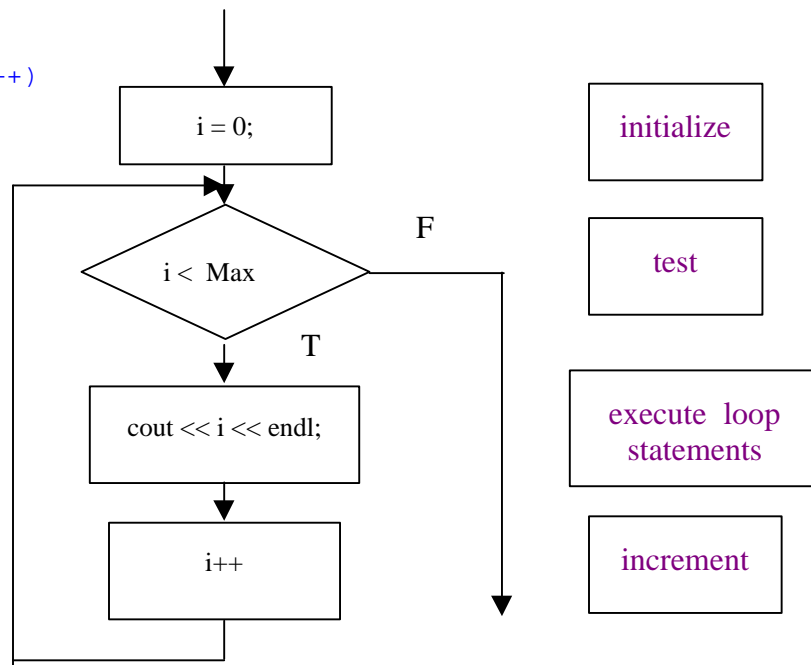 ++)
i = 0;
initialize
F
i < Max
test
T
cout << i << endl;
execute loop
statements
i++
increment